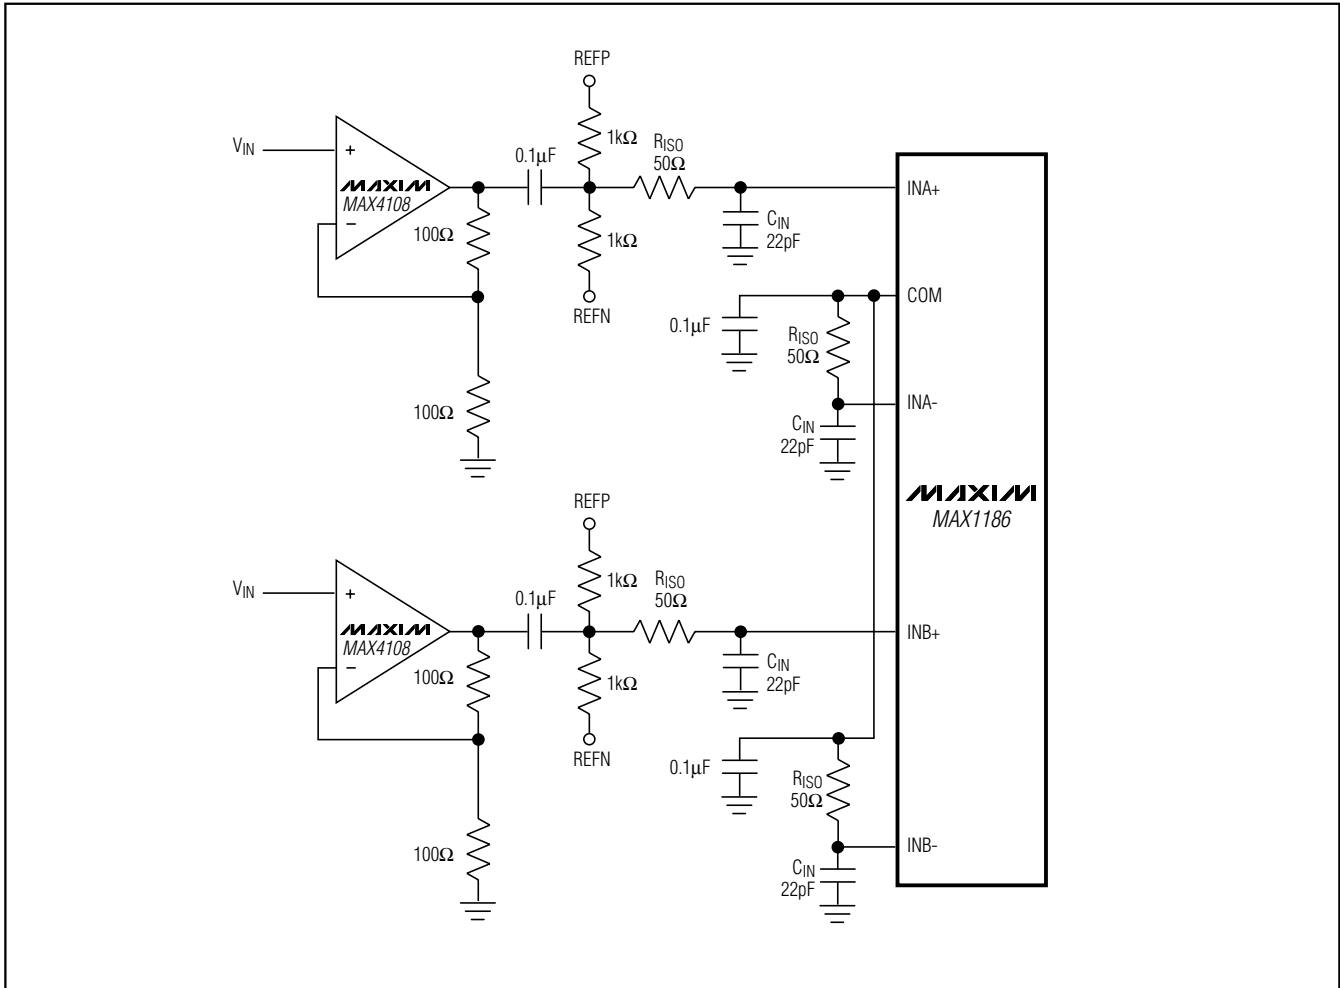 REFP
1kΩ
RISO
50Ω
VIN
+
0.1µF
MAXIM
MAX4108
INA+
−
100Ω
1kΩ
CIN
22pF
REFN
COM
0.1µF
RISO
50Ω
100Ω
INA-
CIN
22pF
MAXIM
MAX1186
REFP
1kΩ
RISO
50Ω
VIN
+
0.1µF
MAXIM
MAX4108
INB+
−
100Ω
1kΩ
CIN
22pF
REFN
0.1µF
RISO
50Ω
100Ω
INB-
CIN
22pF